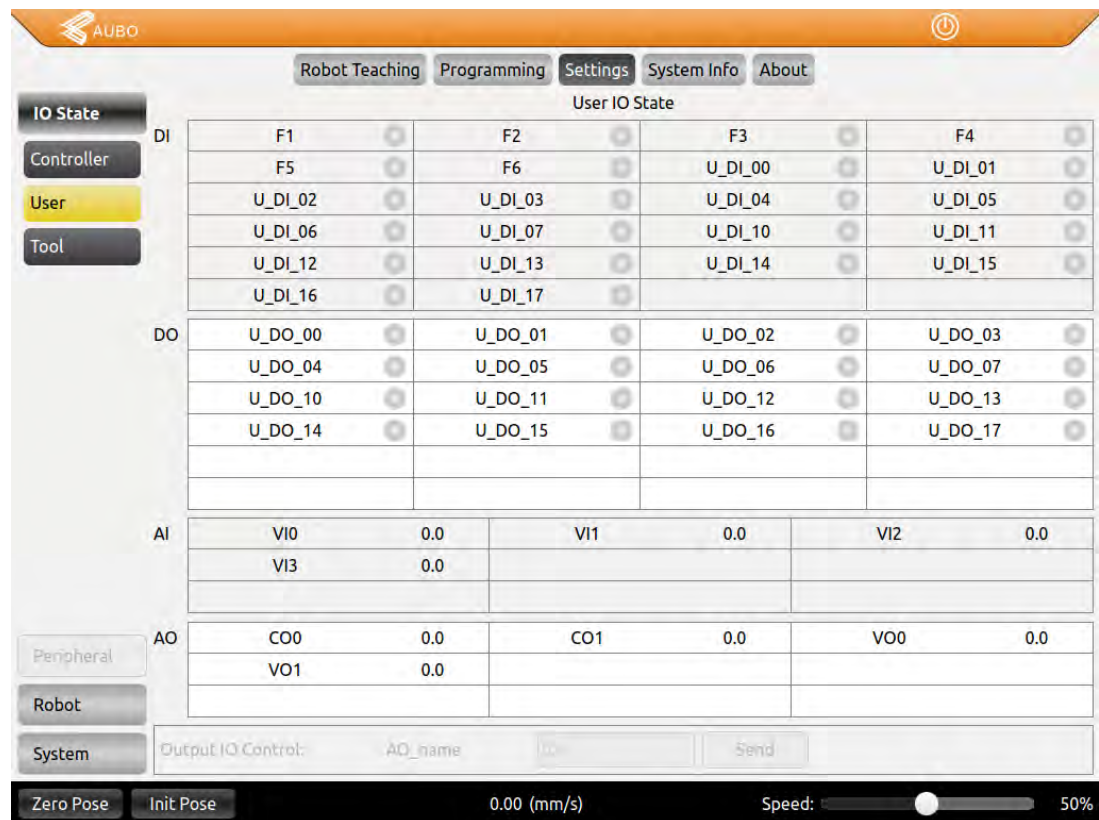 AUBO
Robot Teaching Programming Settings System Info About
User IO State
IO State
Controller
User
Tool
DI
F1 F2 F3 F4
F5 F6 U_DI_00 U_DI_01
U_DI_02 U_DI_03 U_DI_04 U_DI_05
U_DI_06 U_DI_07 U_DI_10 U_DI_11
U_DI_12 U_DI_13 U_DI_14 U_DI_15
U_DI_16 U_DI_17
DO
U_DO_00 U_DO_01 U_DO_02 U_DO_03
U_DO_04 U_DO_05 U_DO_06 U_DO_07
U_DO_10 U_DO_11 U_DO_12 U_DO_13
U_DO_14 U_DO_15 U_DO_16 U_DO_17
AI
VI0 0.0 VI1 0.0 VI2 0.0
VI3 0.0
AO
CO0 0.0 CO1 0.0 VO0 0.0
VO1 0.0
Peripheral
Robot
System
Output IO Control: AO_name Send
Zero Pose Init Pose 0.00 (mm/s) Speed: 50%